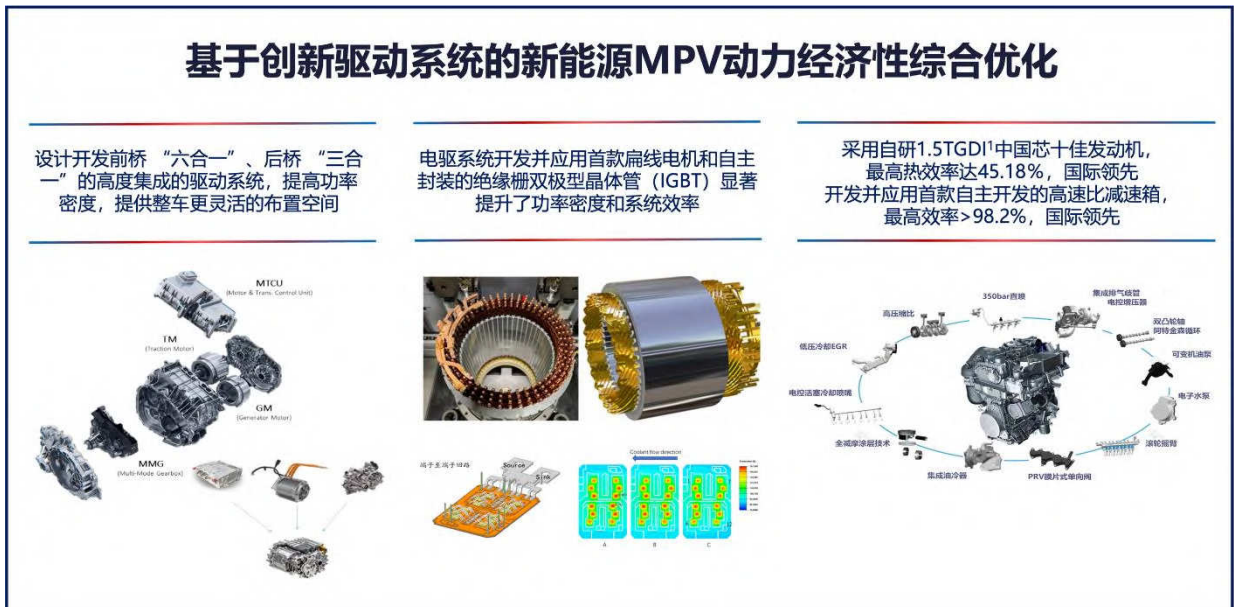 基于创新驱动系统的新能源MPV动力经济性综合优化
设计开发前桥 “六合一”、后桥 “三合
一”的高度集成的驱动系统，提高功率
密度，提供整车更灵活的布置空间
电驱系统开发并应用首款扁线电机和自主
封装的绝缘栅双极型晶体管（IGBT）显著
提升了功率密度和系统效率
采用自研1.5TGDI¹中国芯十佳发动机，
最高热效率达45.18%，国际领先
开发并应用首款自主开发的高速比减速箱，
最高效率>98.2%，国际领先
MTCU
(Motor & Trans. Control Unit)
TM
(Traction Motor)
GM
(Generator Motor)
MMG
(Multi-Mode Gearbox)
端子至端子回路
Source
Sink
Coolant flow direction
A
B
C
350bar直喷
集成排气歧管
电控增压器
双凸轮轴
阿特金森循环
可变机油泵
电子水泵
滚轮摇臂
PRV膜片式单向阀
集成油冷器
全减摩涂层技术
电控活塞冷却喷嘴
低压冷却EGR
高压缩比